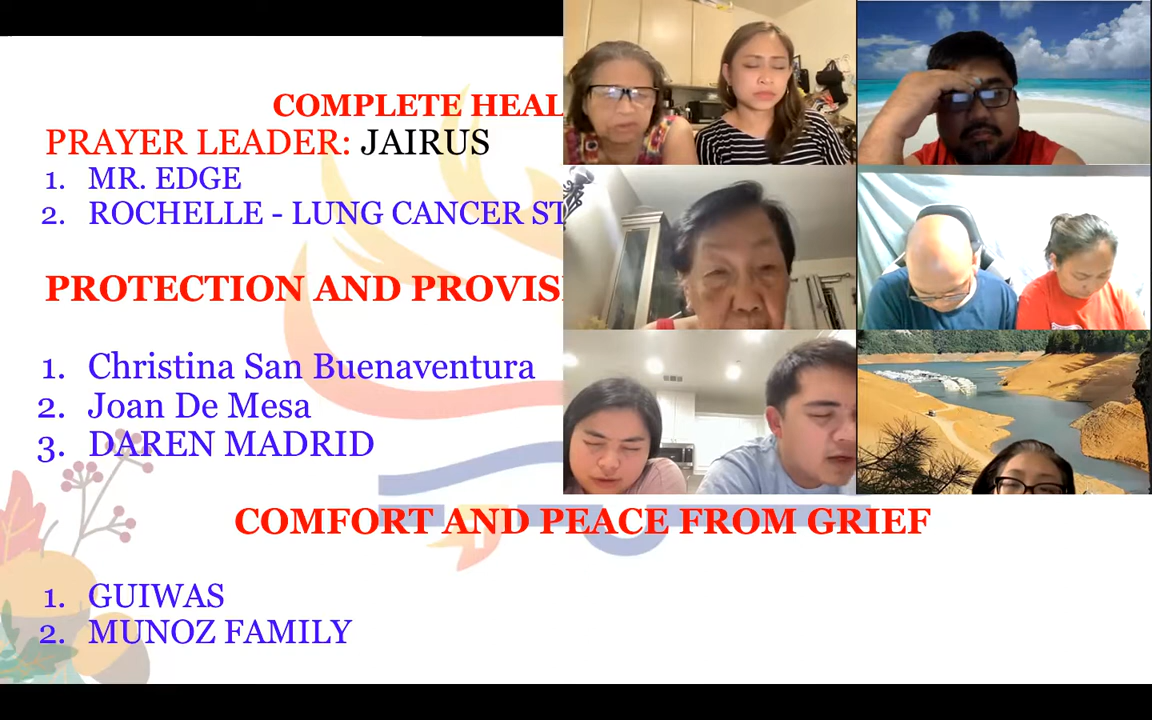 COMPLETE HEAL
PRAYER LEADER: JAIRUS
1. MR. EDGE
2. ROCHELLE - LUNG CANCER ST
PROTECTION AND PROVIS
1. Christina San Buenaventura
2. Joan De Mesa
3. DAREN MADRID
COMFORT AND PEACE FROM GRIEF
1. GUIWAS
2. MUNOZ FAMILY